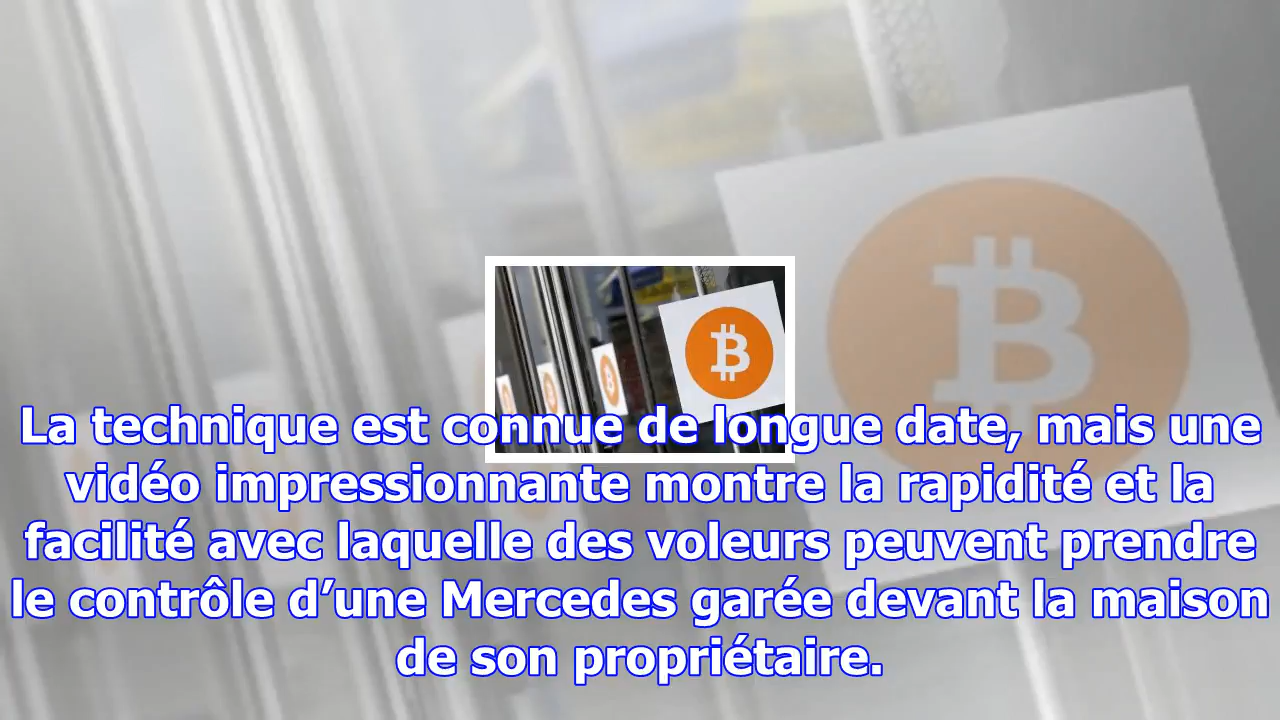 La technique est connue de longue date, mais une
vidéo impressionnante montre la rapidité et la
facilité avec laquelle des voleurs peuvent prendre
le contrôle d’une Mercedes garée devant la maison
de son propriétaire.